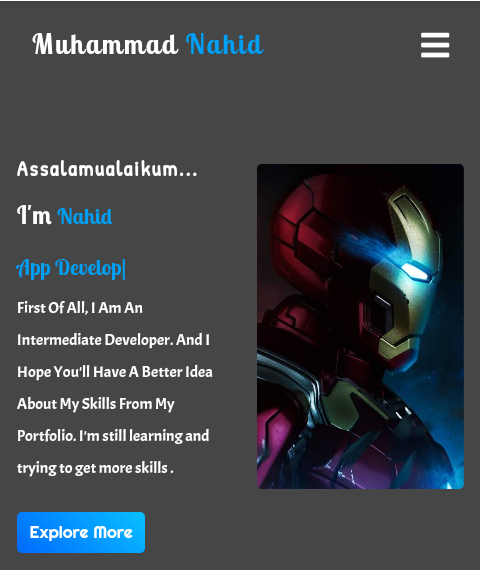 Muhammad Nahid
Assalamualaikum...
I'm Nahid
App Develop|
First Of All, I Am An
Intermediate Developer. And I
Hope You'll Have A Better Idea
About My Skills From My
Portfolio. I'm still learning and
trying to get more skills .
Explore More